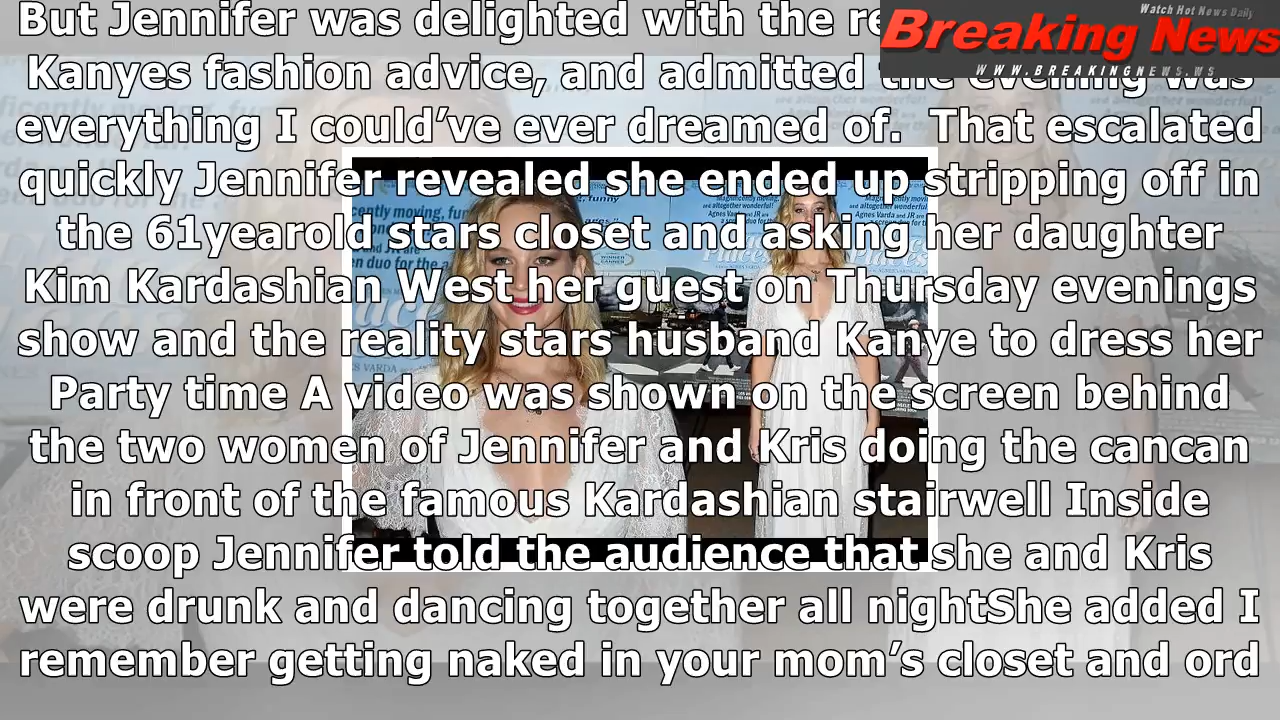 But Jennifer was delighted with the
Watch Hot News Daily
Breaking News
WWW.BREAKINGNEWS.WS
Kanyes fashion advice, and admitted the evening was
everything I could’ve ever dreamed of. That escalated
quickly Jennifer revealed she ended up stripping off in
the 61yearold stars closet and asking her daughter
Kim Kardashian West her guest on Thursday evenings
show and the reality stars husband Kanye to dress her
Party time A video was shown on the screen behind
the two women of Jennifer and Kris doing the cancan
in front of the famous Kardashian stairwell Inside
scoop Jennifer told the audience that she and Kris
were drunk and dancing together all nightShe added I
remember getting naked in your mom’s closet and ord